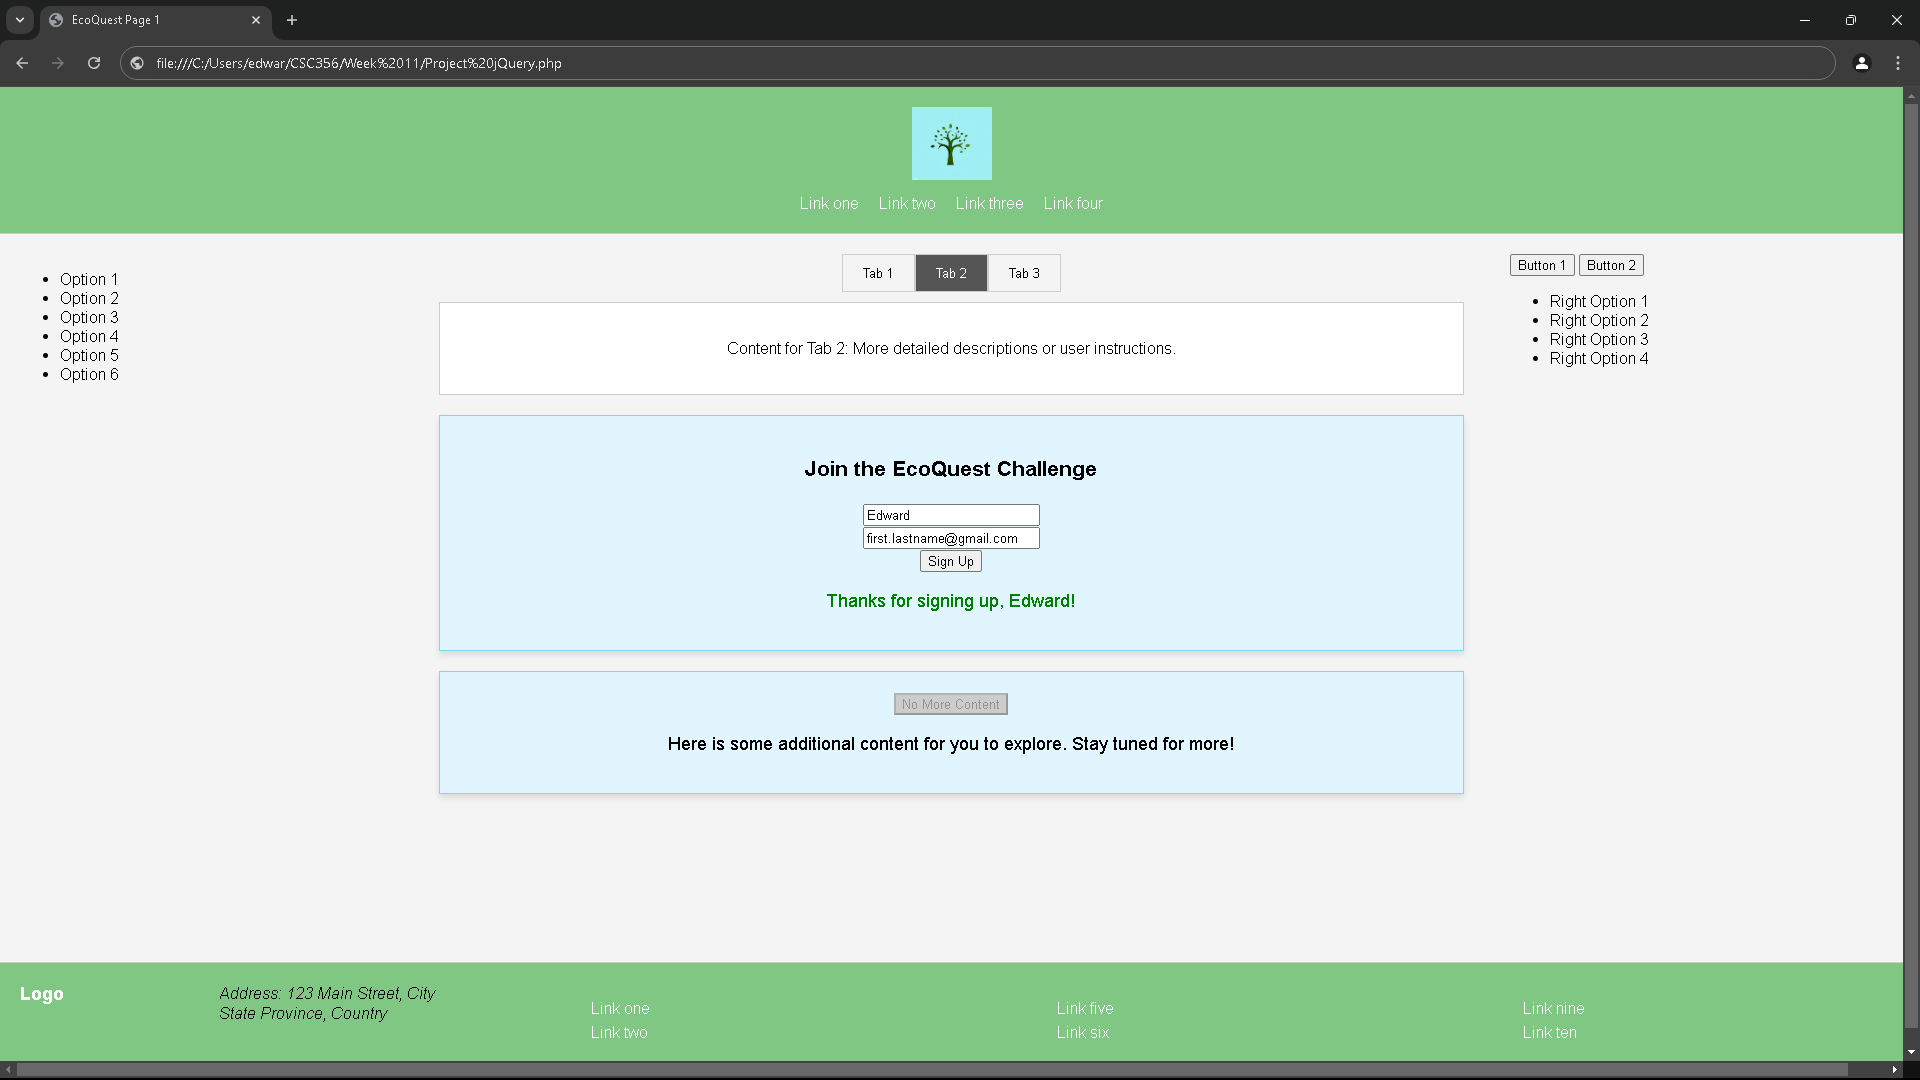 EcoQuest Page 1
file:///C:/Users/edwar/CSC356/Week%2011/Project%20jQuery.php
Link one Link two Link three Link four
Option 1
Option 2
Option 3
Option 4
Option 5
Option 6
Tab 1 Tab 2 Tab 3
Content for Tab 2: More detailed descriptions or user instructions.
Join the EcoQuest Challenge
Edward
first.lastname@gmail.com
Sign Up
Thanks for signing up, Edward!
No More Content
Here is some additional content for you to explore. Stay tuned for more!
Button 1 Button 2
Right Option 1
Right Option 2
Right Option 3
Right Option 4
Logo
Address: 123 Main Street, City
State Province, Country
Link one
Link two
Link five
Link six
Link nine
Link ten